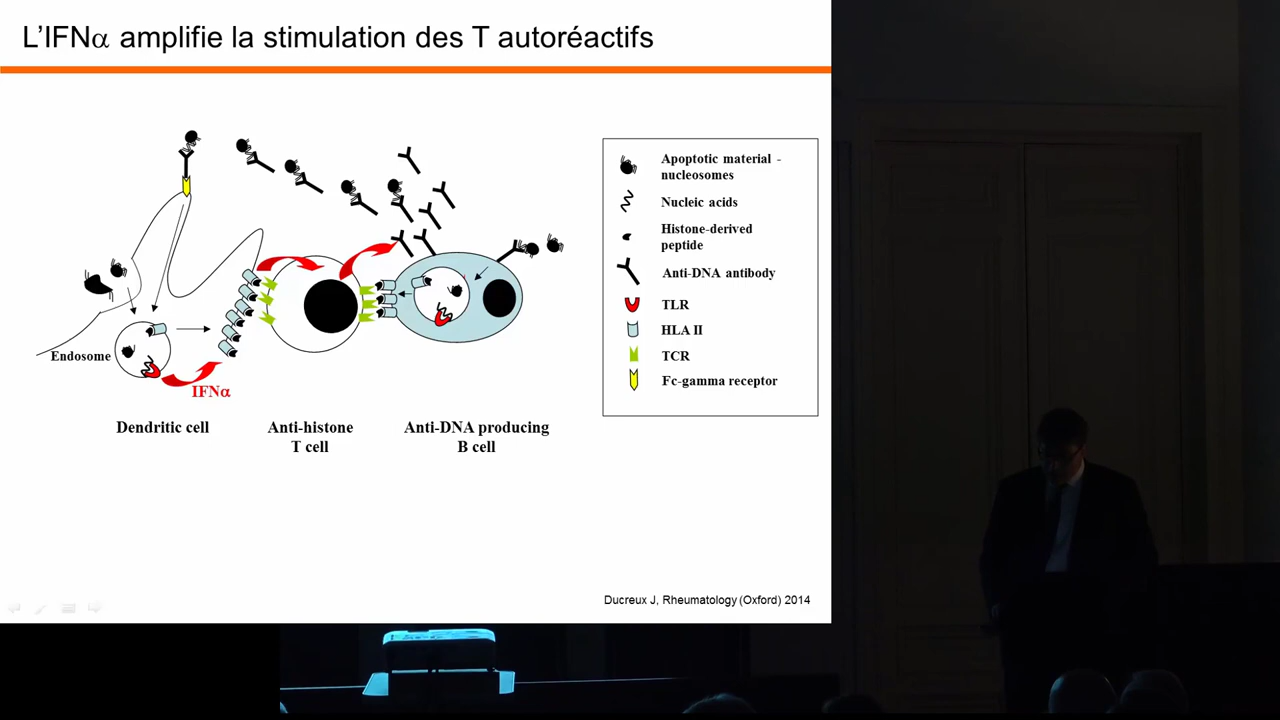 L’IFNα amplifie la stimulation des T autoréactifs
Apoptotic material -
nucleosomes
Nucleic acids
Histone-derived
peptide
Anti-DNA antibody
TLR
HLA II
TCR
Fc-gamma receptor
Endosome
IFNα
Dendritic cell
Anti-histone
T cell
Anti-DNA producing
B cell
Ducreux J, Rheumatology (Oxford) 2014